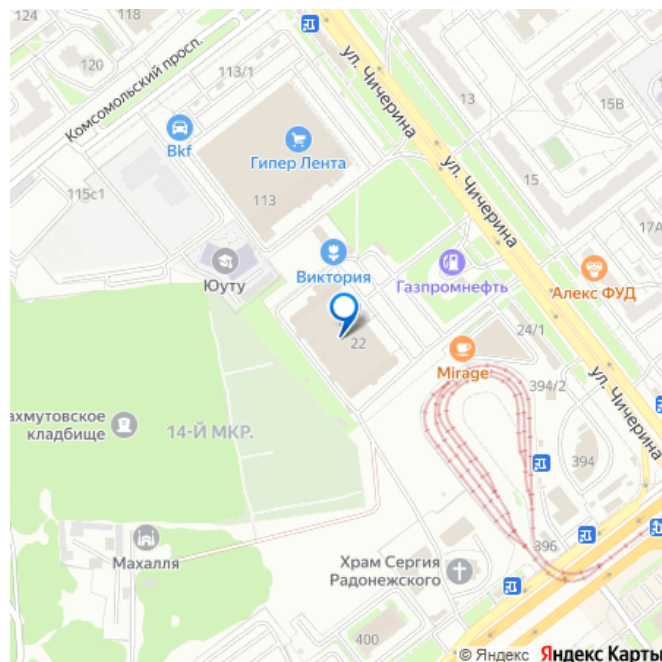 124
118
120
Комсомольский просп.
113/1
ул. Чичерина
13
15В
Bkf
Гипер Лента
ул. Чичерина
115с1
113
15
17А
Юуту
Виктория
Газпромнефть
Алекс ФУД
22
24/1
Mirage
394/2
ул. Чичерина
ахмутовское
кладбище
14-Й МКР.
394
396
Махалля
Храм Сергия
Радонежского
400
© Яндекс Яндекс Карты